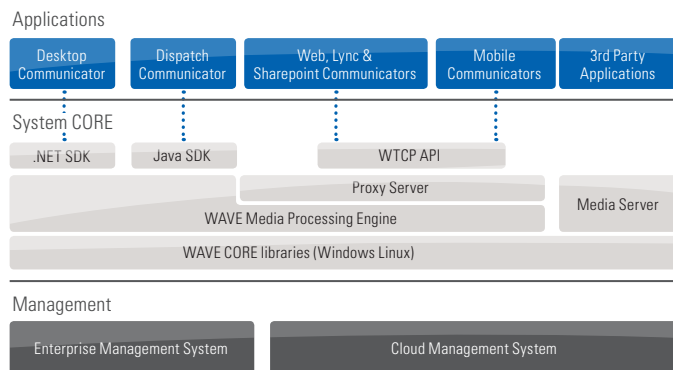 Applications
Desktop
Communicator
Dispatch
Communicator
Web, Lync &
Sharepoint Communicators
Mobile
Communicators
3rd Party
Applications
System CORE
.NET SDK
Java SDK
WTCP API
Proxy Server
WAVE Media Processing Engine
Media Server
WAVE CORE libraries (Windows Linux)
Management
Enterprise Management System
Cloud Management System